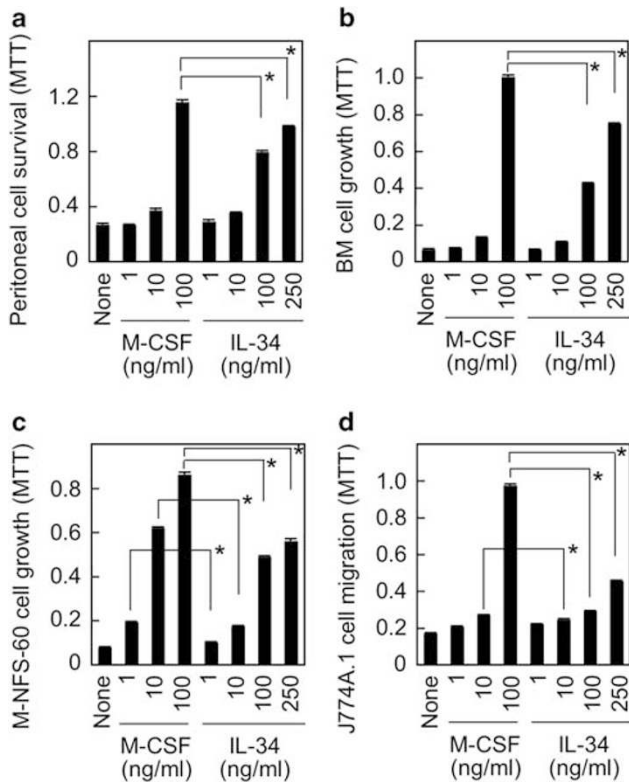 a
Peritoneal cell survival (MTT)
1.2
0.8
0.4
0
*
*
None 1 10 100 1 10 100 250
M-CSF IL-34
(ng/ml) (ng/ml)
b
BM cell growth (MTT)
1.0
0.8
0.6
0.4
0.2
0
*
*
None 1 10 100 1 10 100 250
M-CSF IL-34
(ng/ml) (ng/ml)
c
M-NFS-60 cell growth (MTT)
0.8
0.6
0.4
0.2
0
*
*
*
*
None 1 10 100 1 10 100 250
M-CSF IL-34
(ng/ml) (ng/ml)
d
J774A.1 cell migration (MTT)
1.0
0.8
0.6
0.4
0.2
0
*
*
*
None 1 10 100 1 10 100 250
M-CSF IL-34
(ng/ml) (ng/ml)